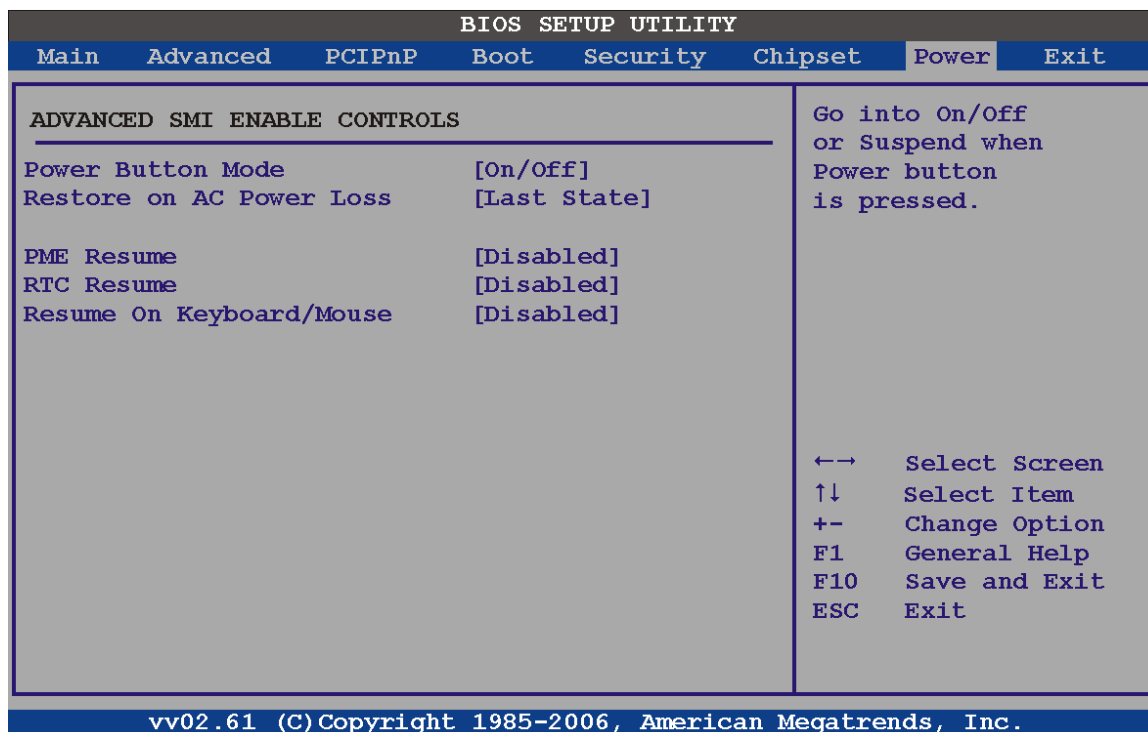 BIOS SETUP UTILITY
Main Advanced PCIPnP Boot Security Chipset Power Exit
ADVANCED SMI ENABLE CONTROLS
Power Button Mode [On/Off]
Restore on AC Power Loss [Last State]
PME Resume [Disabled]
RTC Resume [Disabled]
Resume On Keyboard/Mouse [Disabled]
Go into On/Off
or Suspend when
Power button
is pressed.
←→ Select Screen
↑↓ Select Item
+- Change Option
F1 General Help
F10 Save and Exit
ESC Exit
vv02.61 (C)Copyright 1985-2006, American Megatrends, Inc.